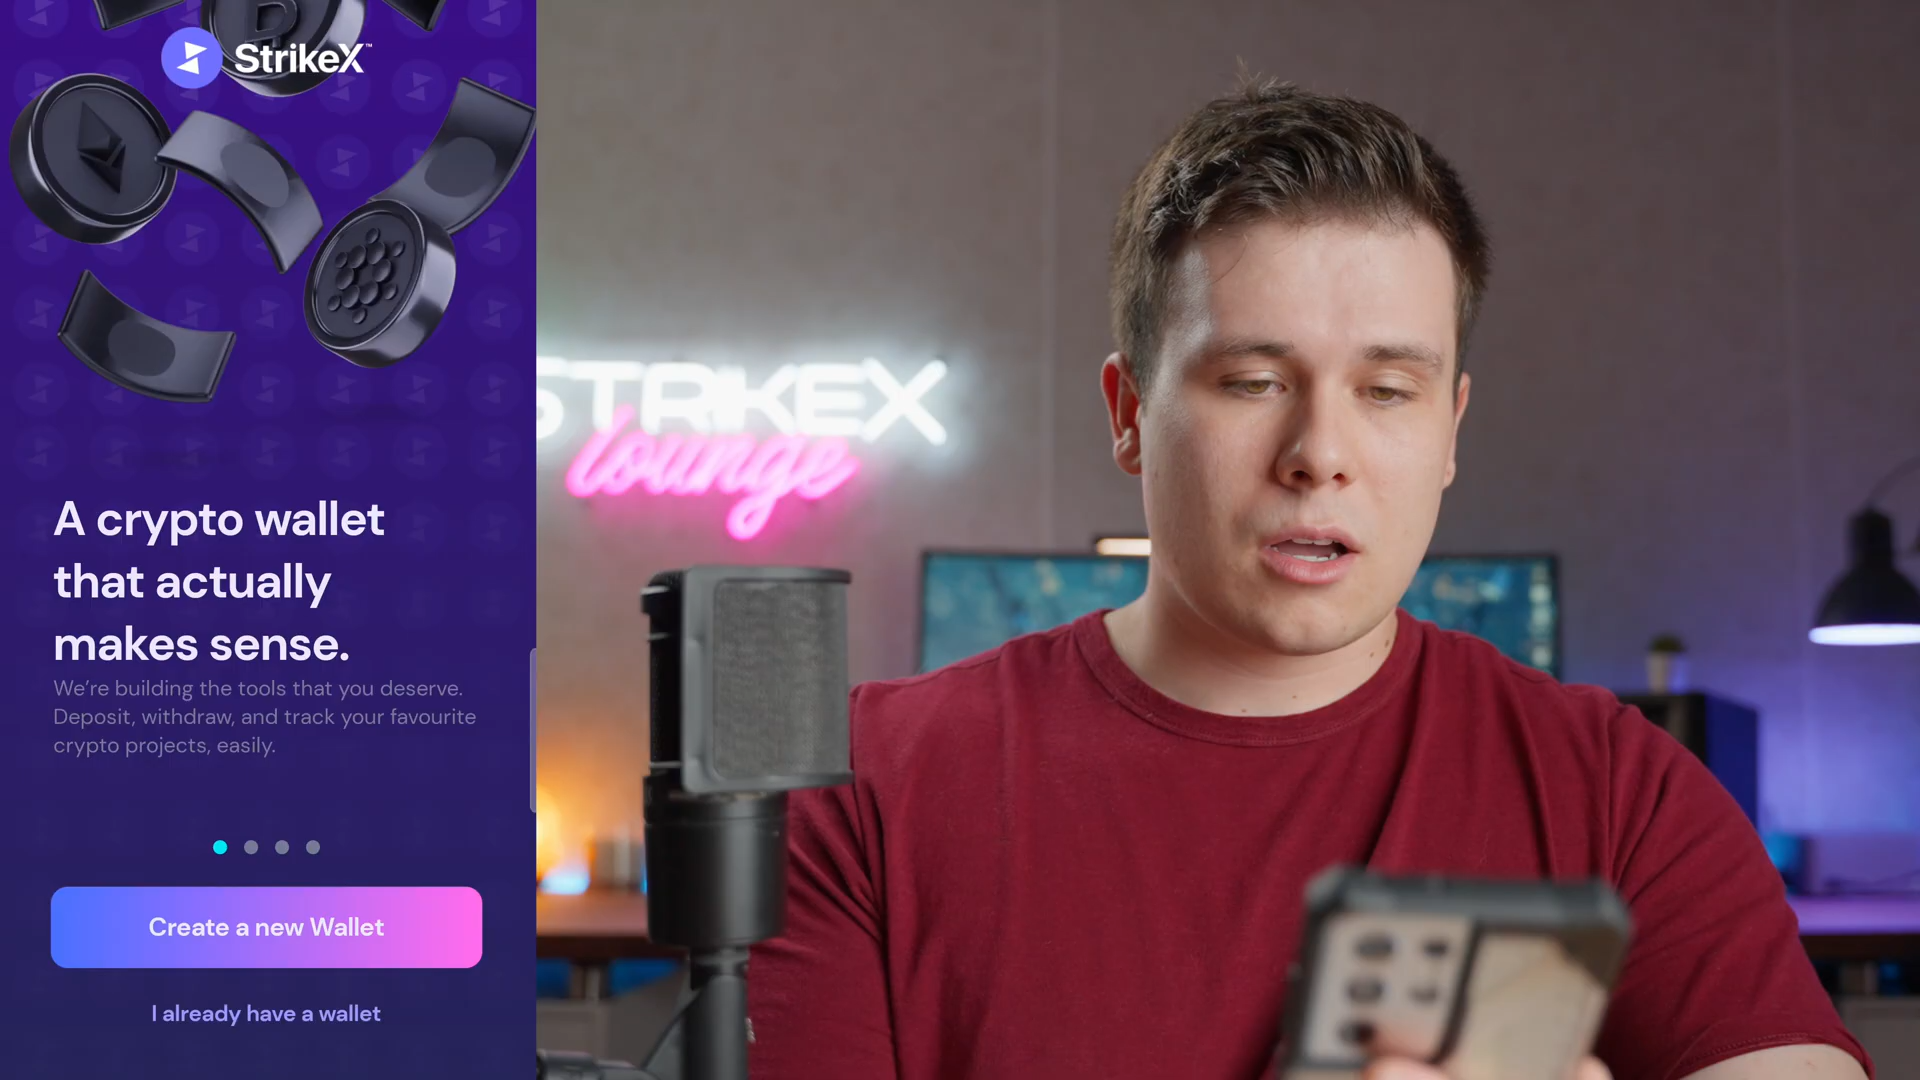 StrikeX™
A crypto wallet
that actually
makes sense.
We're building the tools that you deserve.
Deposit, withdraw, and track your favourite
crypto projects, easily.
Create a new Wallet
I already have a wallet
STRIKEX
lounge